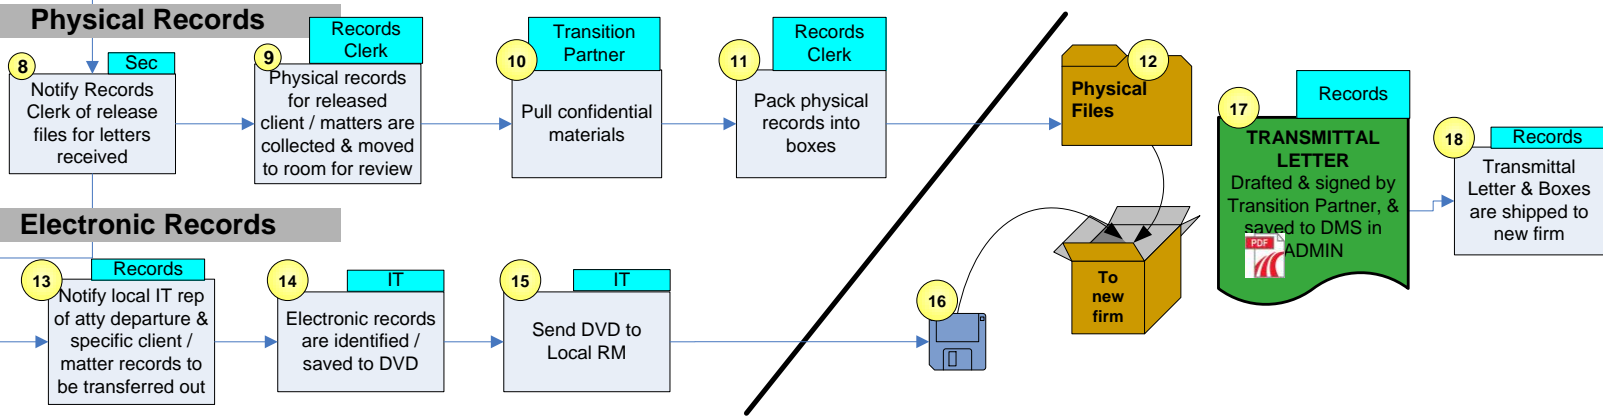 Physical Records
8
Sec
Notify Records
Clerk of release
files for letters
received
9
Records
Clerk
Physical records
for released
client / matters are
collected & moved
to room for review
10
Transition
Partner
Pull confidential
materials
11
Records
Clerk
Pack physical
records into
boxes
12
Physical
Files
To
new
firm
17
Records
TRANSMITTAL
LETTER
Drafted & signed by
Transition Partner, &
saved to DMS in
ADMIN
PDF
18
Records
Transmittal
Letter & Boxes
are shipped to
new firm
Electronic Records
13
Records
Notify local IT rep
of atty departure &
specific client /
matter records to
be transferred out
14
IT
Electronic records
are identified /
saved to DVD
15
IT
Send DVD to
Local RM
16